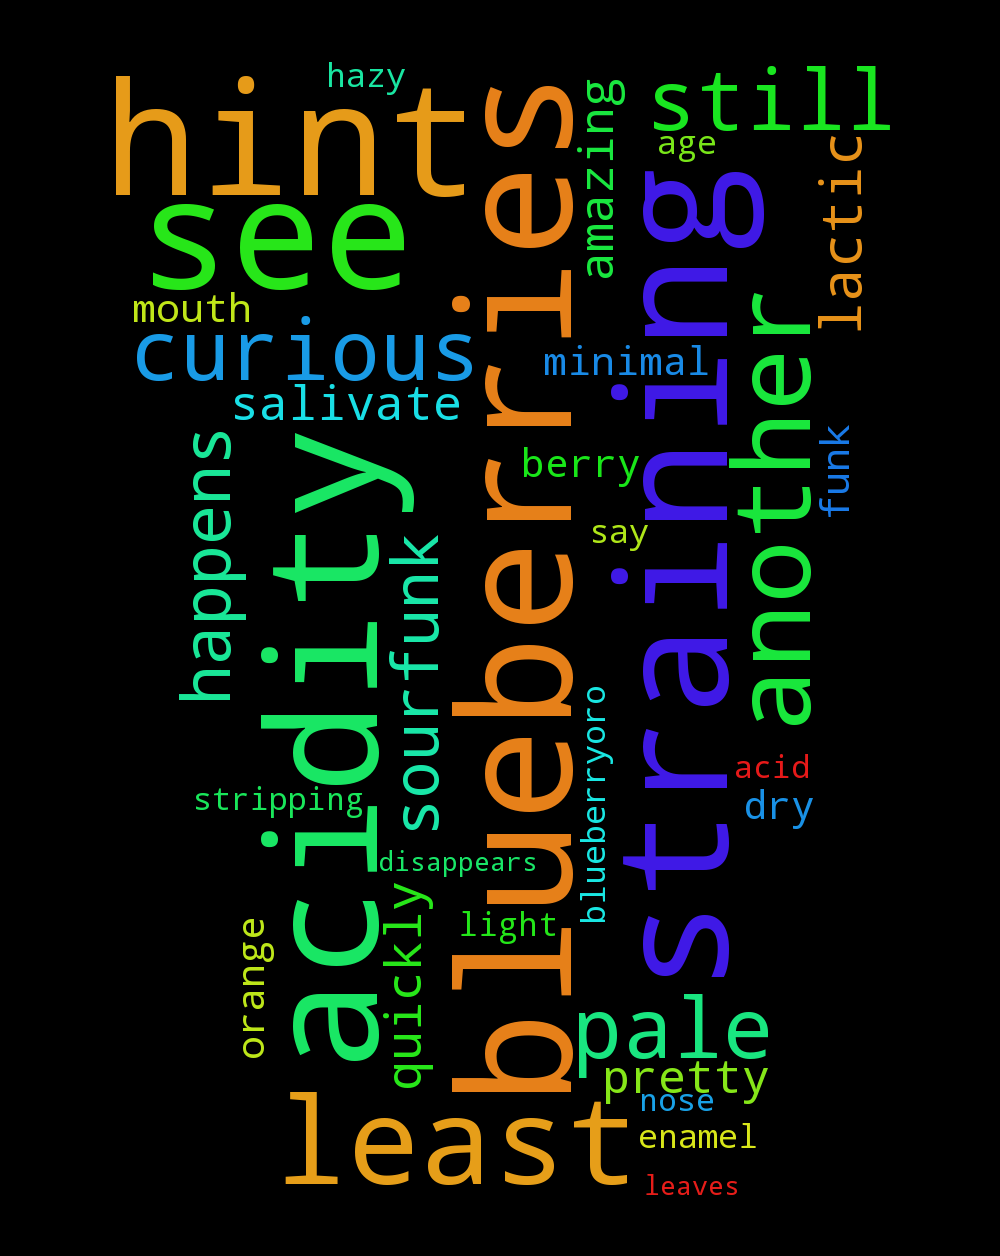 hazy
hint
still
amazing
age
blueberries
lactic
straining
see
mouth
another
curious
minimal
salivate
funk
happens
acidity
berry
say
sourfunk
blueberryoro
acid
stripping
dry
disappears
quickly
light
orange
pale
pretty
nose
least
enamel
leaves